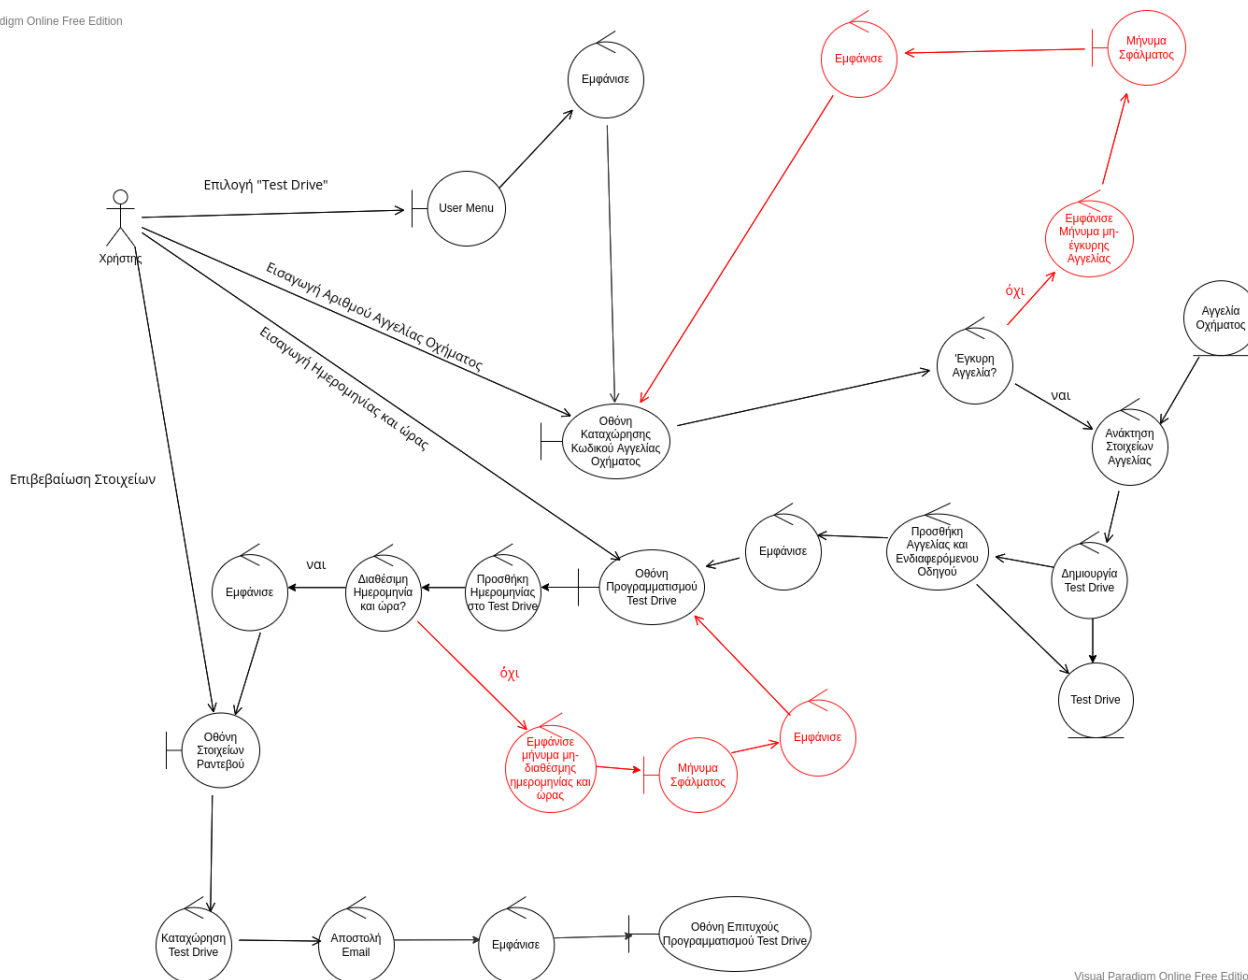 digm Online Free Edition
Εμφάνισε
Εμφάνισε
Μήνυμα
Σφάλματος
Επιλογή "Test Drive"
User Menu
Χρήστης
Εμφάνισε
Μήνυμα μη-
έγκυρης
Αγγελίας
όχι
Αγγελία
Οχήματος
Εισαγωγή Αριθμού Αγγελίας Οχήματος
Εισαγωγή Ημερομηνίας και ώρας
Έγκυρη
Αγγελία?
ναι
Οθόνη
Καταχώρησης
Κωδικού Αγγελίας
Οχήματος
Ανάκτηση
Στοιχείων
Αγγελίας
Επιβεβαίωση Στοιχείων
Προσθήκη
Αγγελίας και
Ενδιαφερόμενου
Οδηγού
Εμφάνισε
Δημιουργία
Test Drive
Οθόνη
Προγραμματισμού
Test Drive
Προσθήκη
Ημερομηνίας
στο Test Drive
Διαθέσιμη
Ημερομηνία
και ώρα?
ναι
Εμφάνισε
όχι
Test Drive
Οθόνη
Στοιχείων
Ραντεβού
Εμφάνισε
μήνυμα μη-
διαθέσμης
ημερομηνίας και
ώρας
Μήνυμα
Σφάλματος
Εμφάνισε
Καταχώρηση
Test Drive
Αποστολή
Email
Εμφάνισε
Οθόνη Επιτυχούς
Προγραμματισμού Test Drive
Visual Paradigm Online Free Editio